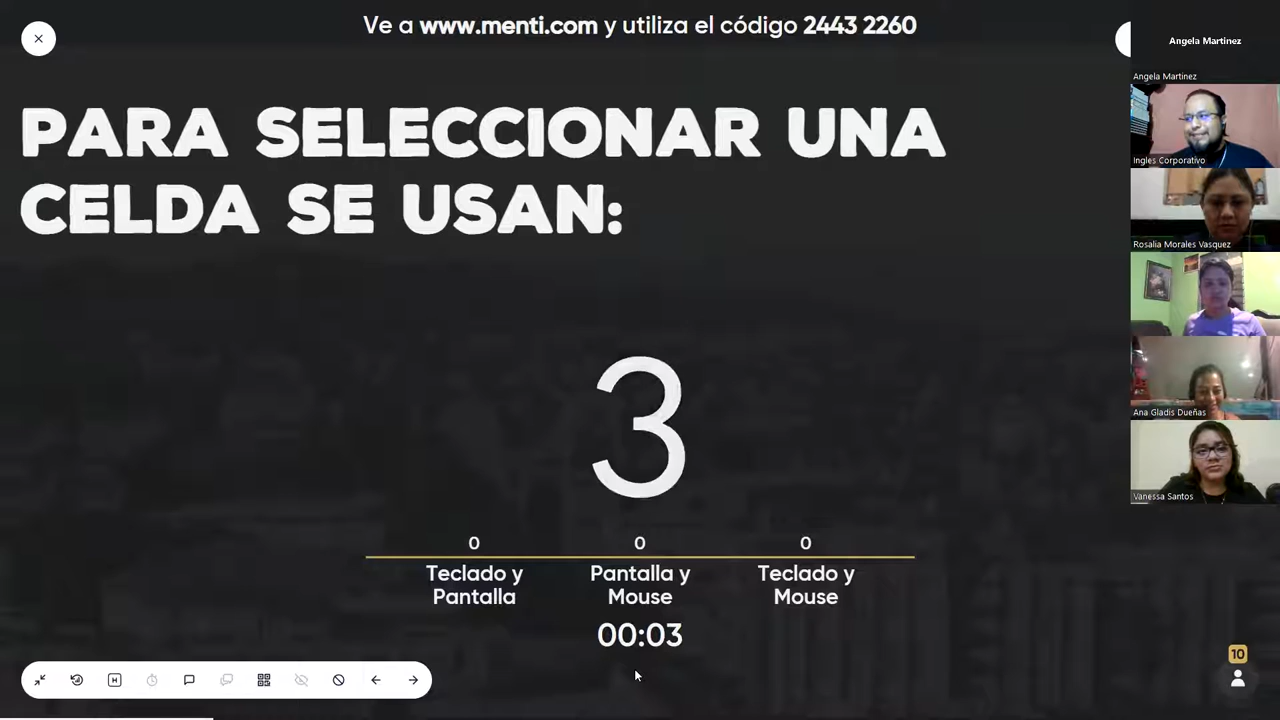 Ve a www.menti.com y utiliza el código 2443 2260
PARA SELECCIONAR UNA
CELDA SE USAN:
3
0
0
0
Teclado y
Pantalla
Pantalla y
Mouse
Teclado y
Mouse
00:03
H
10
Angela Martinez
Angela Martinez
Ingles Corporativo
Rosalia Morales Vasquez
Ana Gladis Dueñas
Vanessa Santos